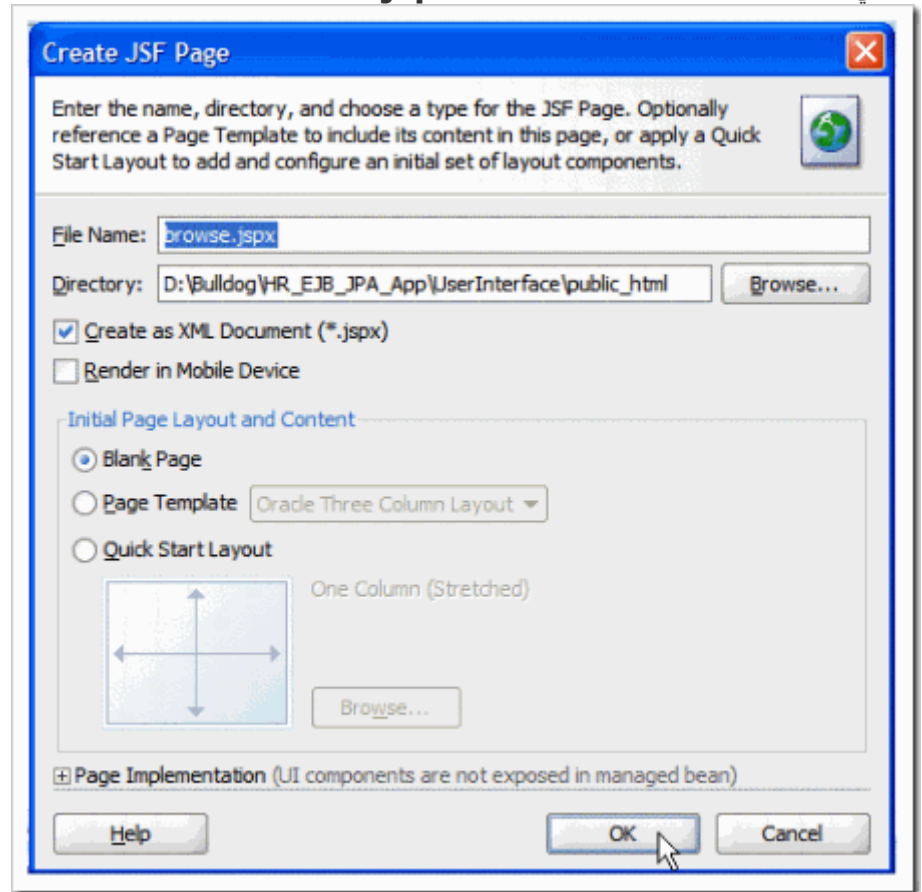 Create JSF Page
Enter the name, directory, and choose a type for the JSF Page. Optionally
reference a Page Template to include its content in this page, or apply a Quick
Start Layout to add and configure an initial set of layout components.
File Name: browse.jspx
Directory: D:\Bulldog\HR_EJB_JPA_App\UserInterface\public_html Browse...
Create as XML Document (*.jspx)
Render in Mobile Device
Initial Page Layout and Content
Blank Page
Page Template Oracle Three Column Layout
Quick Start Layout
One Column (Stretched)
Browse...
Page Implementation (UI components are not exposed in managed bean)
Help OK Cancel